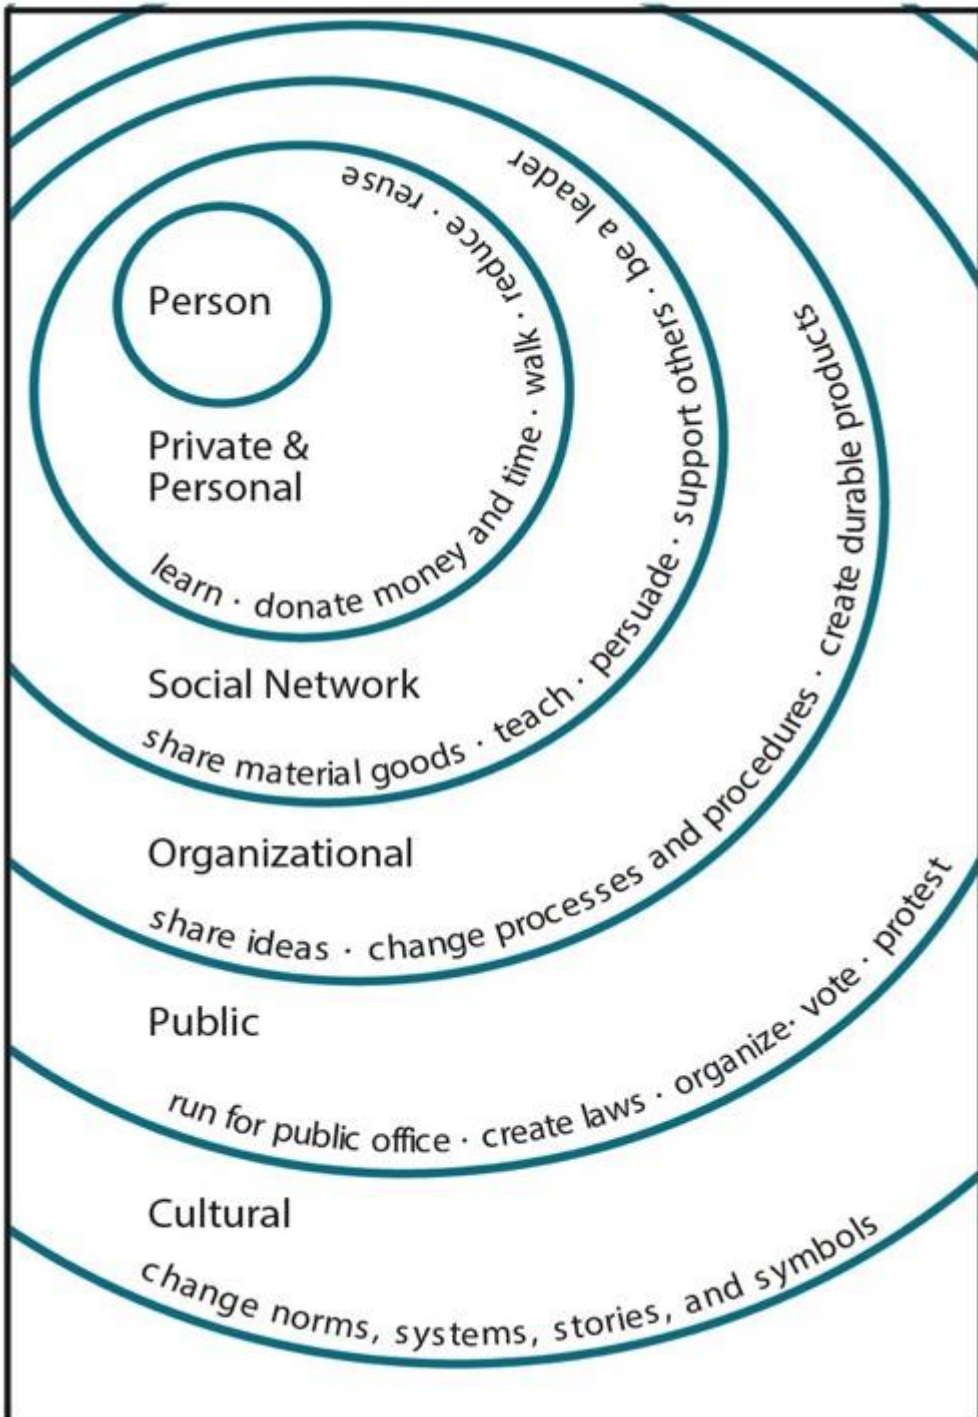 Person
Private &
Personal
learn · donate money and time · walk · reduce · reuse
Social Network
share material goods · teach · persuade · support others · be a leader
Organizational
share ideas · change processes and procedures · create durable products
Public
run for public office · create laws · organize· vote · protest
Cultural
change norms, systems, stories, and symbols